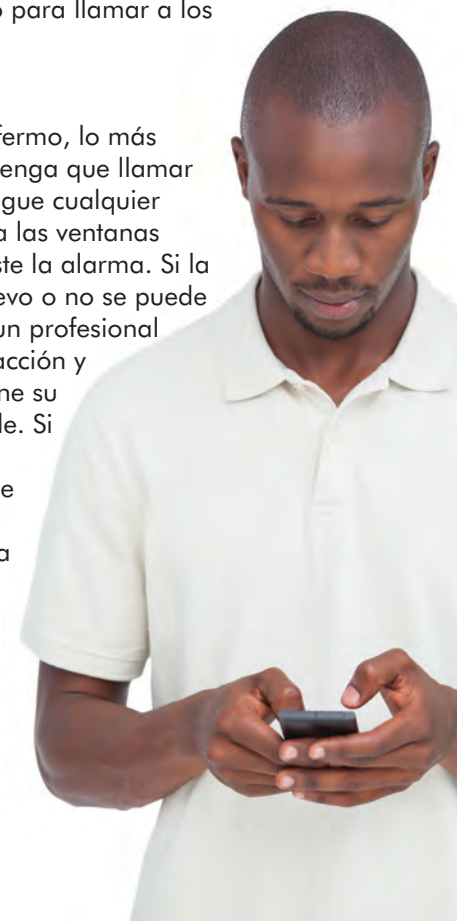 para llamar a los
fermo, lo más
enga que llamar
gue cualquier
a las ventanas
te la alarma. Si la
evo o no se puede
un profesional
acción y
ne su
le. Si
e
a